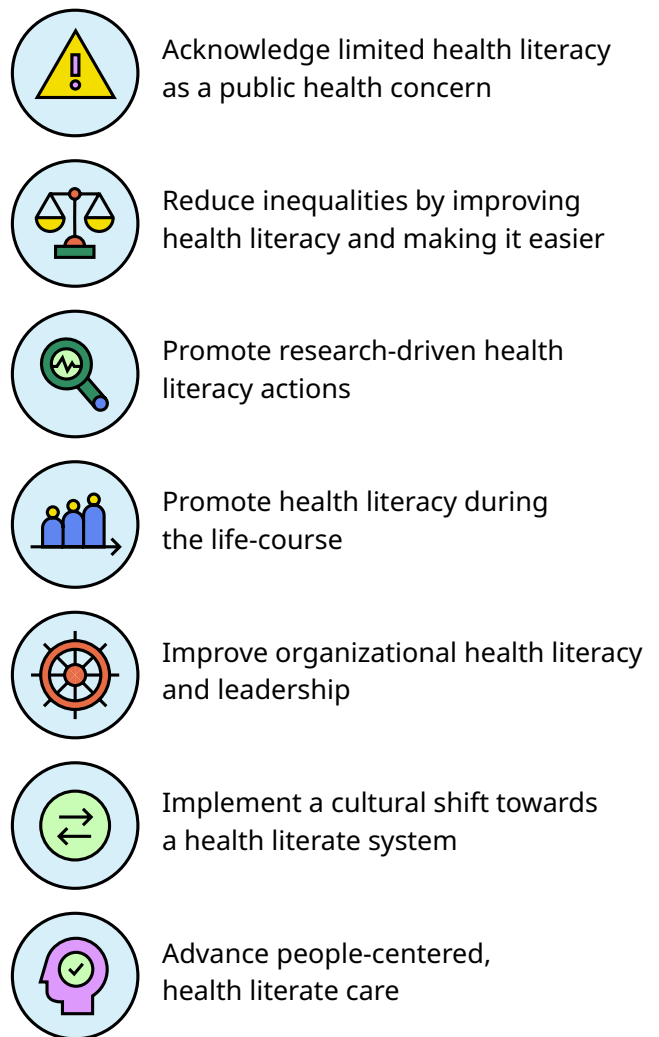 Acknowledge limited health literacy
as a public health concern
Reduce inequalities by improving
health literacy and making it easier
Promote research-driven health
literacy actions
Promote health literacy during
the life-course
Improve organizational health literacy
and leadership
Implement a cultural shift towards
a health literate system
Advance people-centered,
health literate care